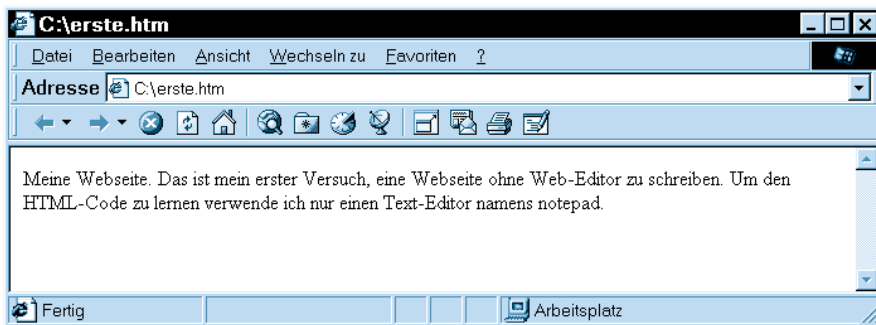 C:\erste.htm
Datei Bearbeiten Ansicht Wechseln zu Favoriten ?
Adresse C:\erste.htm
Meine Webseite. Das ist mein erster Versuch, eine Webseite ohne Web-Editor zu schreiben. Um den
HTML-Code zu lernen verwende ich nur einen Text-Editor namens notepad.
Fertig Arbeitsplatz